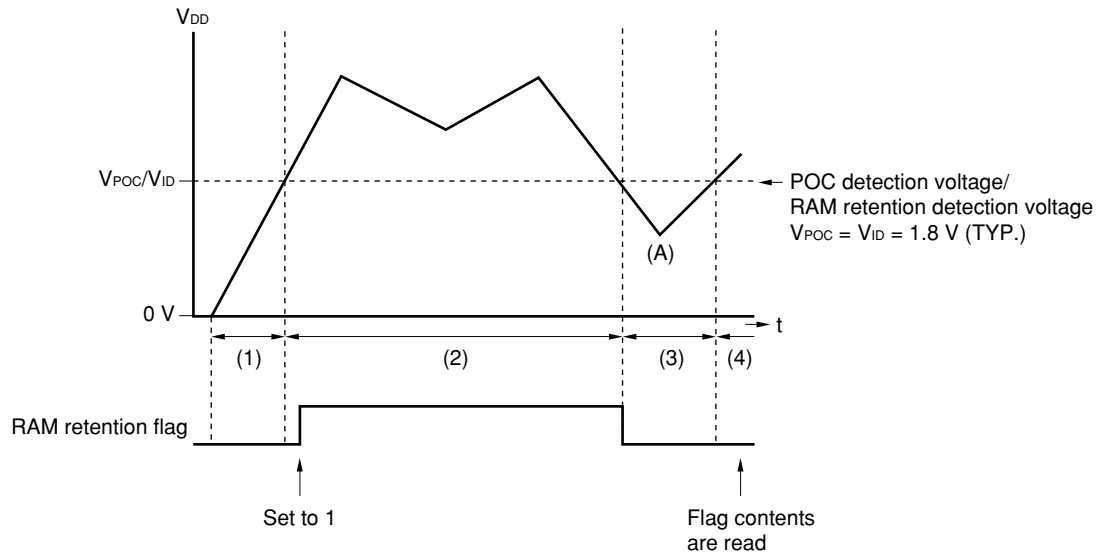 VDD
VPOC/VID
POC detection voltage/
RAM retention detection voltage
VPOC = VID = 1.8 V (TYP.)
(A)
0 V
t
(1)
(2)
(3)
(4)
RAM retention flag
Set to 1
Flag contents
are read